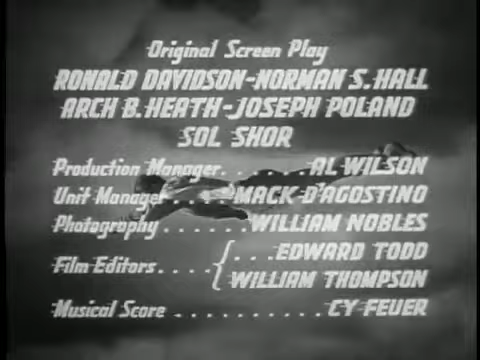 Original Screen Play
RONALD DAVIDSON-NORMAN S. HALL
ARCH B. HEATH-JOSEPH POLAND
SOL SHOR
Production Manager. . . . . . . .AL WILSON
Unit Manager. . . . .MACK D'AGOSTINO
Photography . . . . . . .WILLIAM NOBLES
Film Editors. . . . { . . .EDWARD TODD
WILLIAM THOMPSON
Musical Score . . . . . . . . . . .CY FEUER